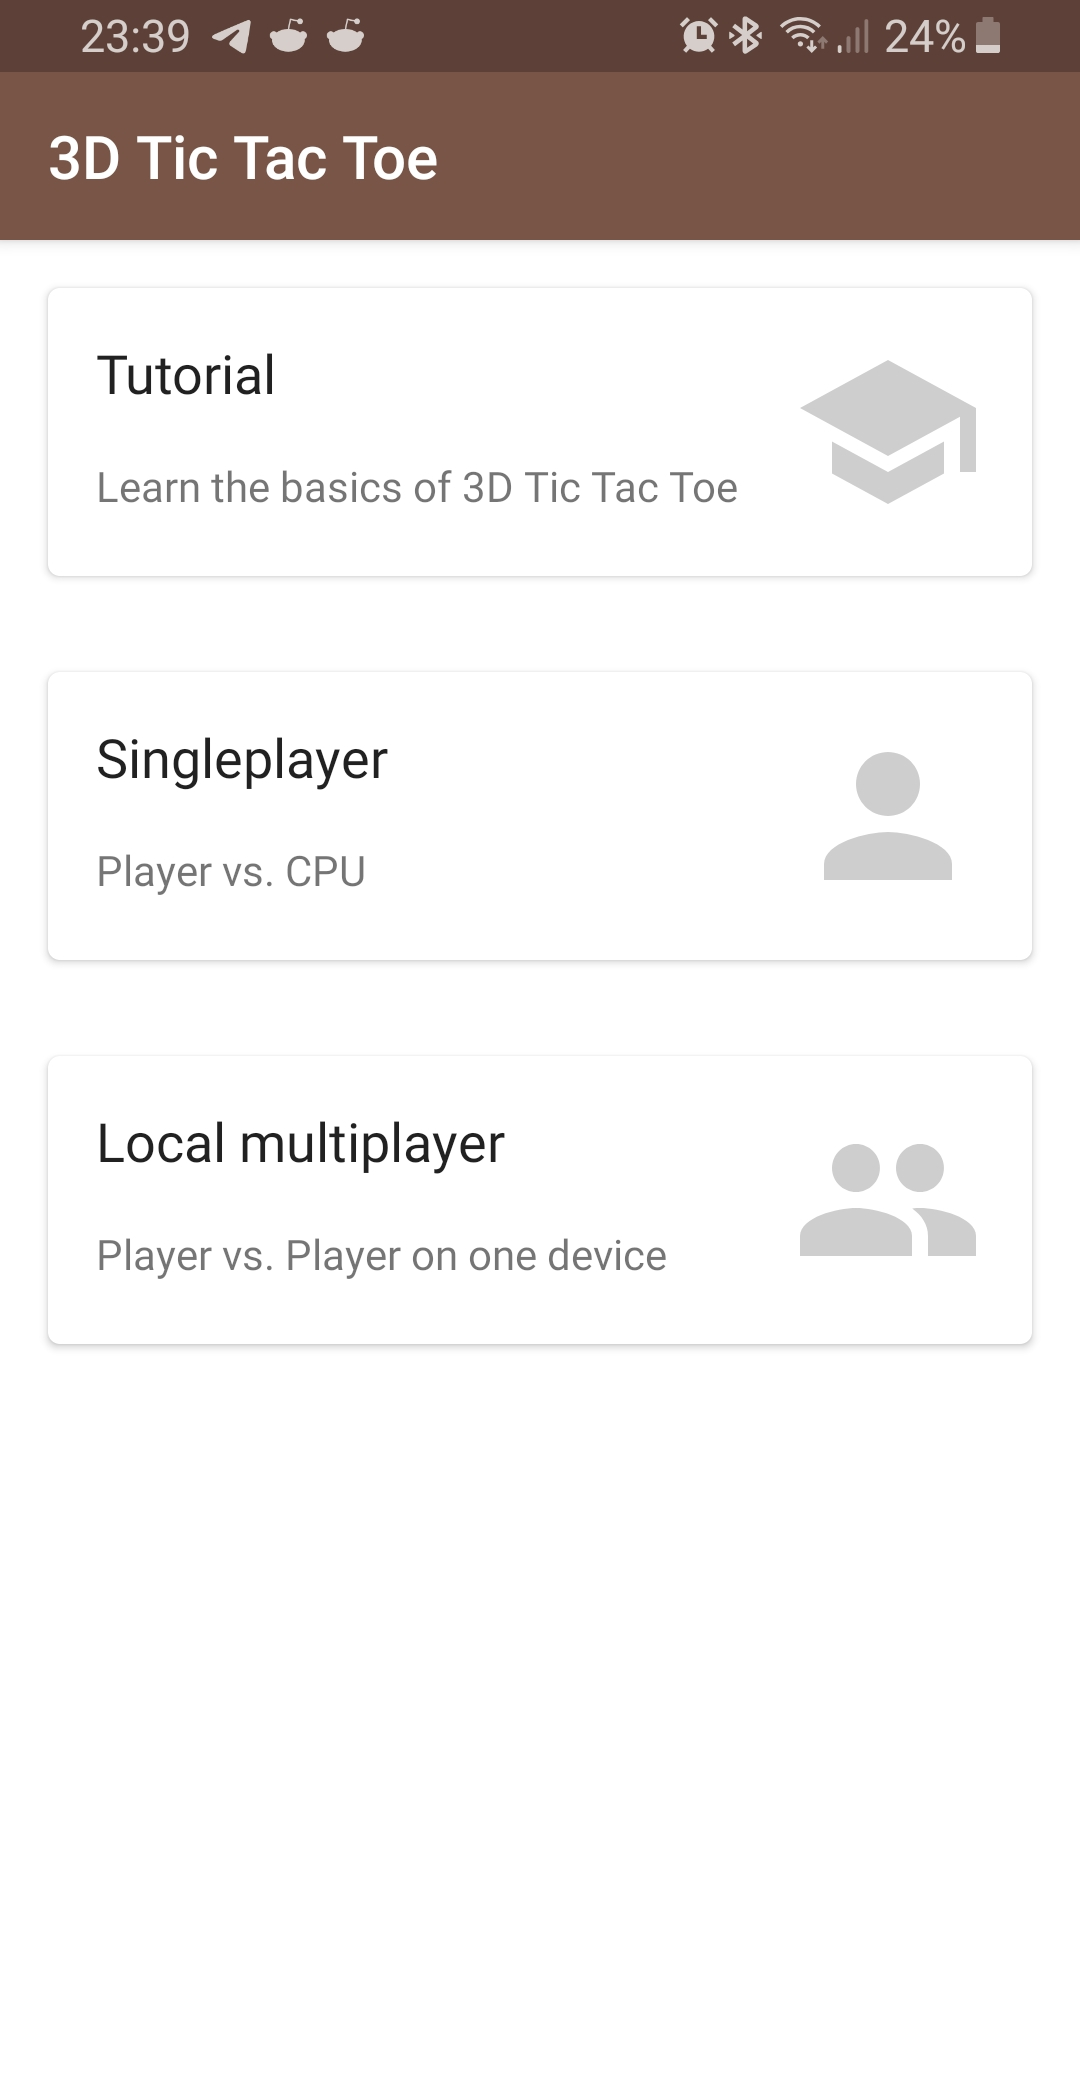 23:39 24%
3D Tic Tac Toe
Tutorial
Learn the basics of 3D Tic Tac Toe
Singleplayer
Player vs. CPU
Local multiplayer
Player vs. Player on one device